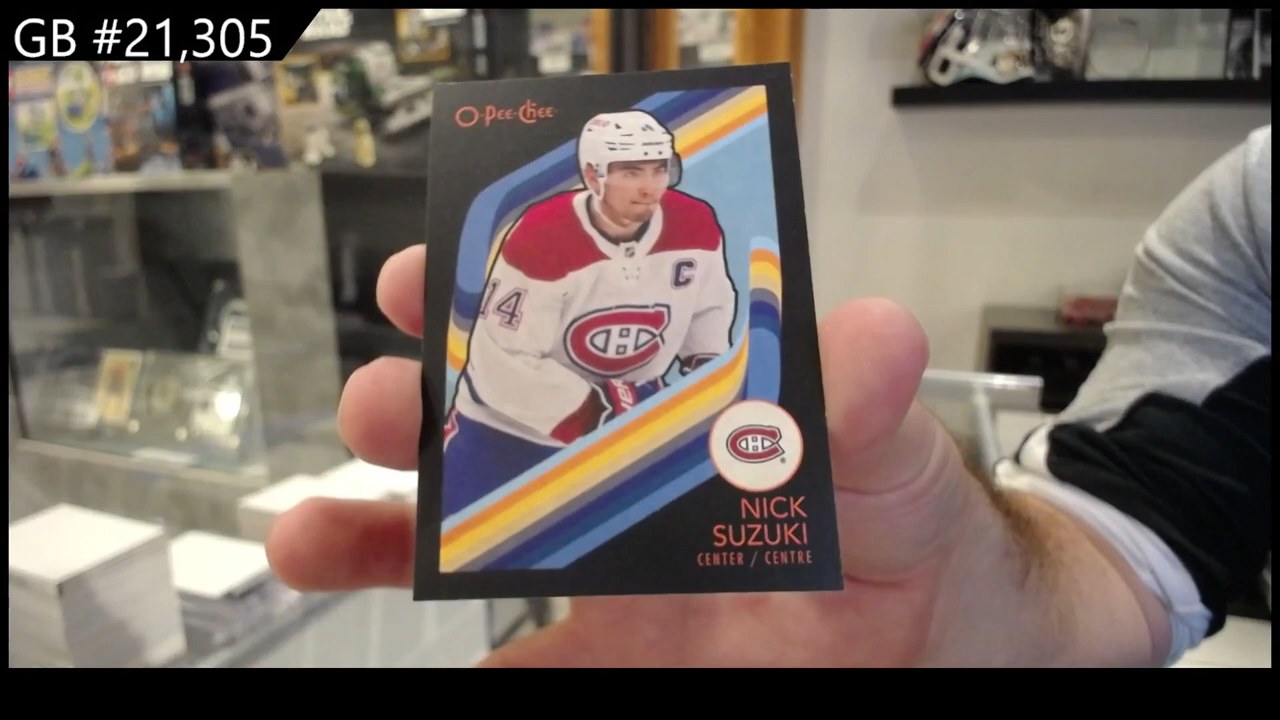 GB #21,305
O-Pee-Chee
14
C
NICK
SUZUKI
CENTER / CENTRE